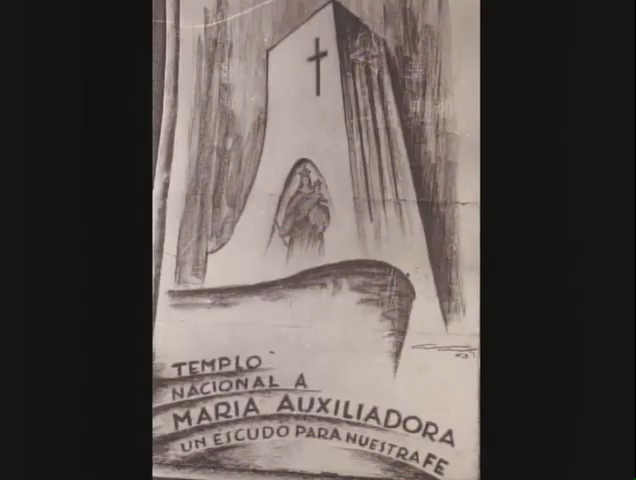 TEMPLO
NACIONAL A
MARIA AUXILIADORA
UN ESCUDO PARA NUESTRA FE